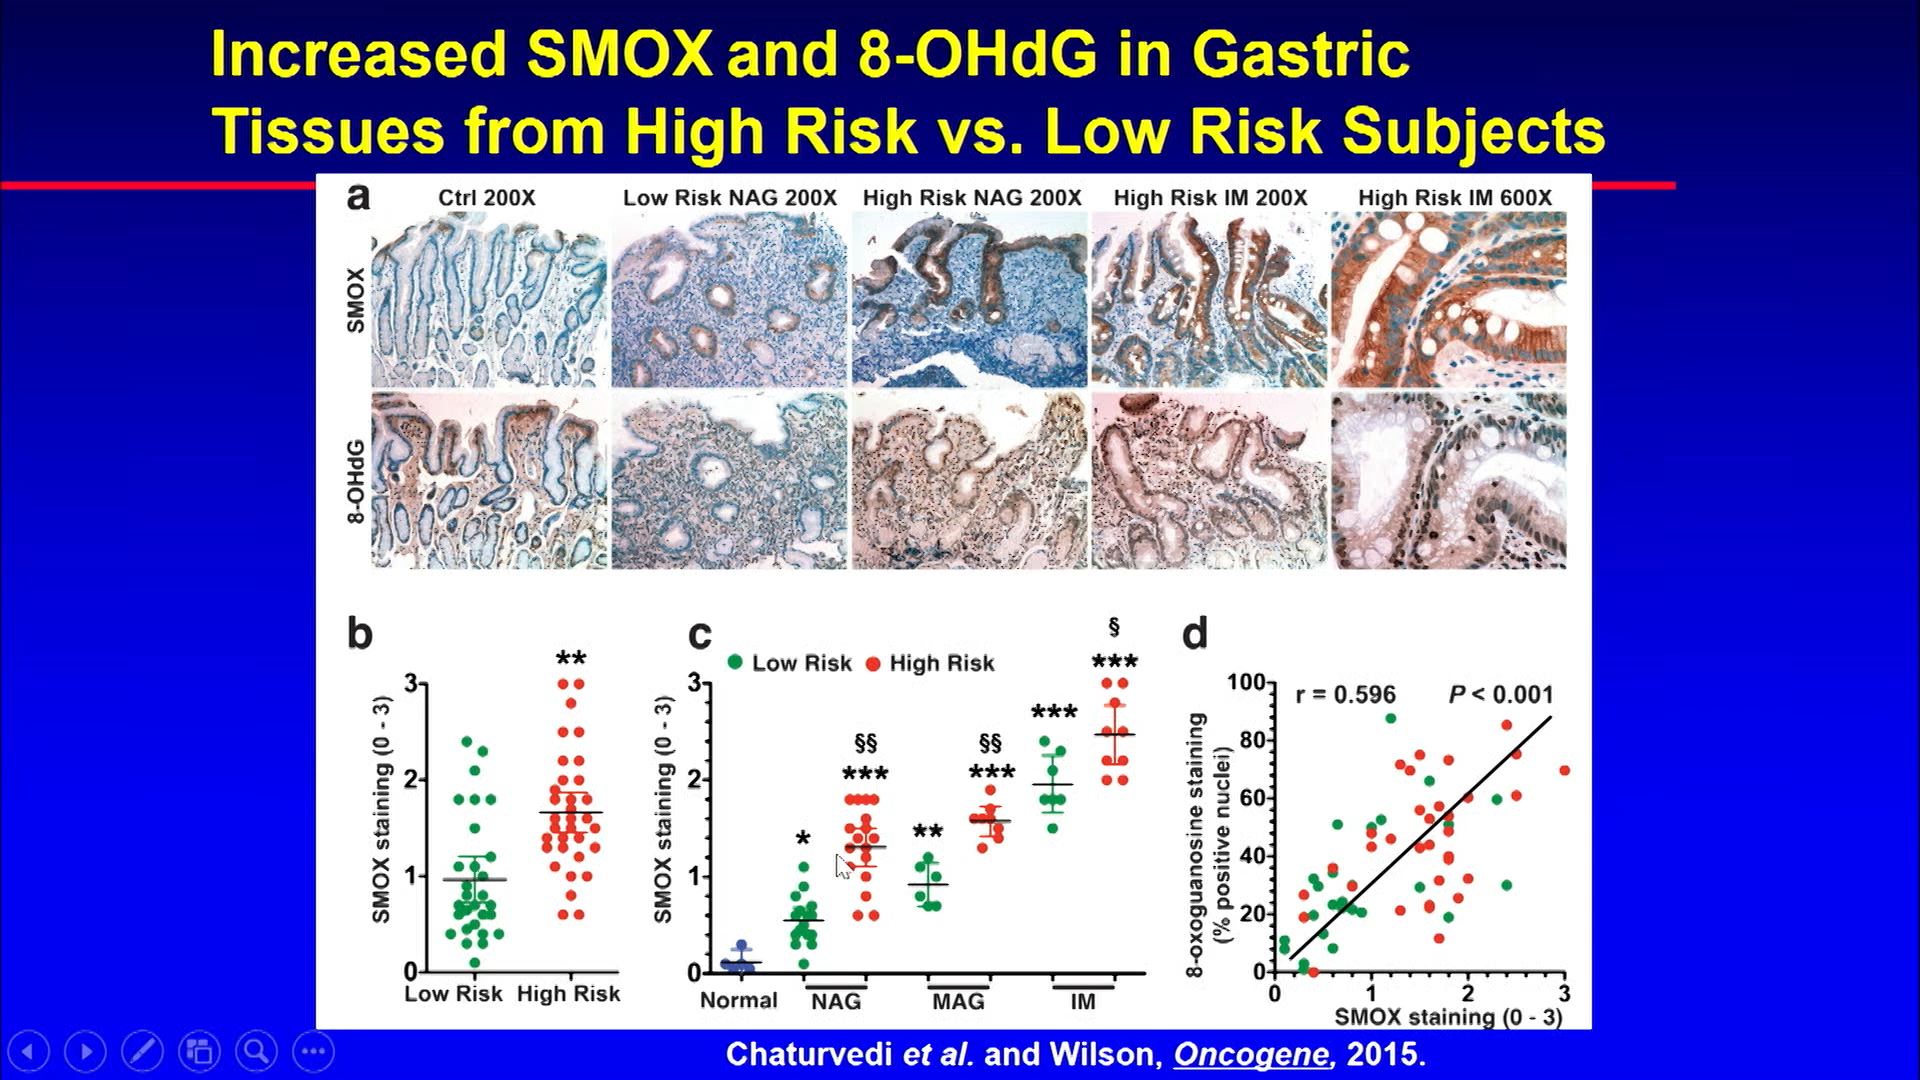 Increased SMOX and 8-OHdG in Gastric
Tissues from High Risk vs. Low Risk Subjects
a
Ctrl 200X
Low Risk NAG 200X
High Risk NAG 200X
High Risk IM 200X
High Risk IM 600X
SMOX
8-OHdG
b
**
SMOX staining (0 - 3)
3
2
1
0
Low Risk
High Risk
c
Low Risk
High Risk
SMOX staining (0 - 3)
3
2
1
0
*
§§
***
**
§§
***
***
§
***
Normal
NAG
MAG
IM
d
r = 0.596
P < 0.001
8-oxoguanosine staining
(% positive nuclei)
100
80
60
40
20
0
0
1
2
3
SMOX staining (0 - 3)
Chaturvedi et al. and Wilson, Oncogene, 2015.